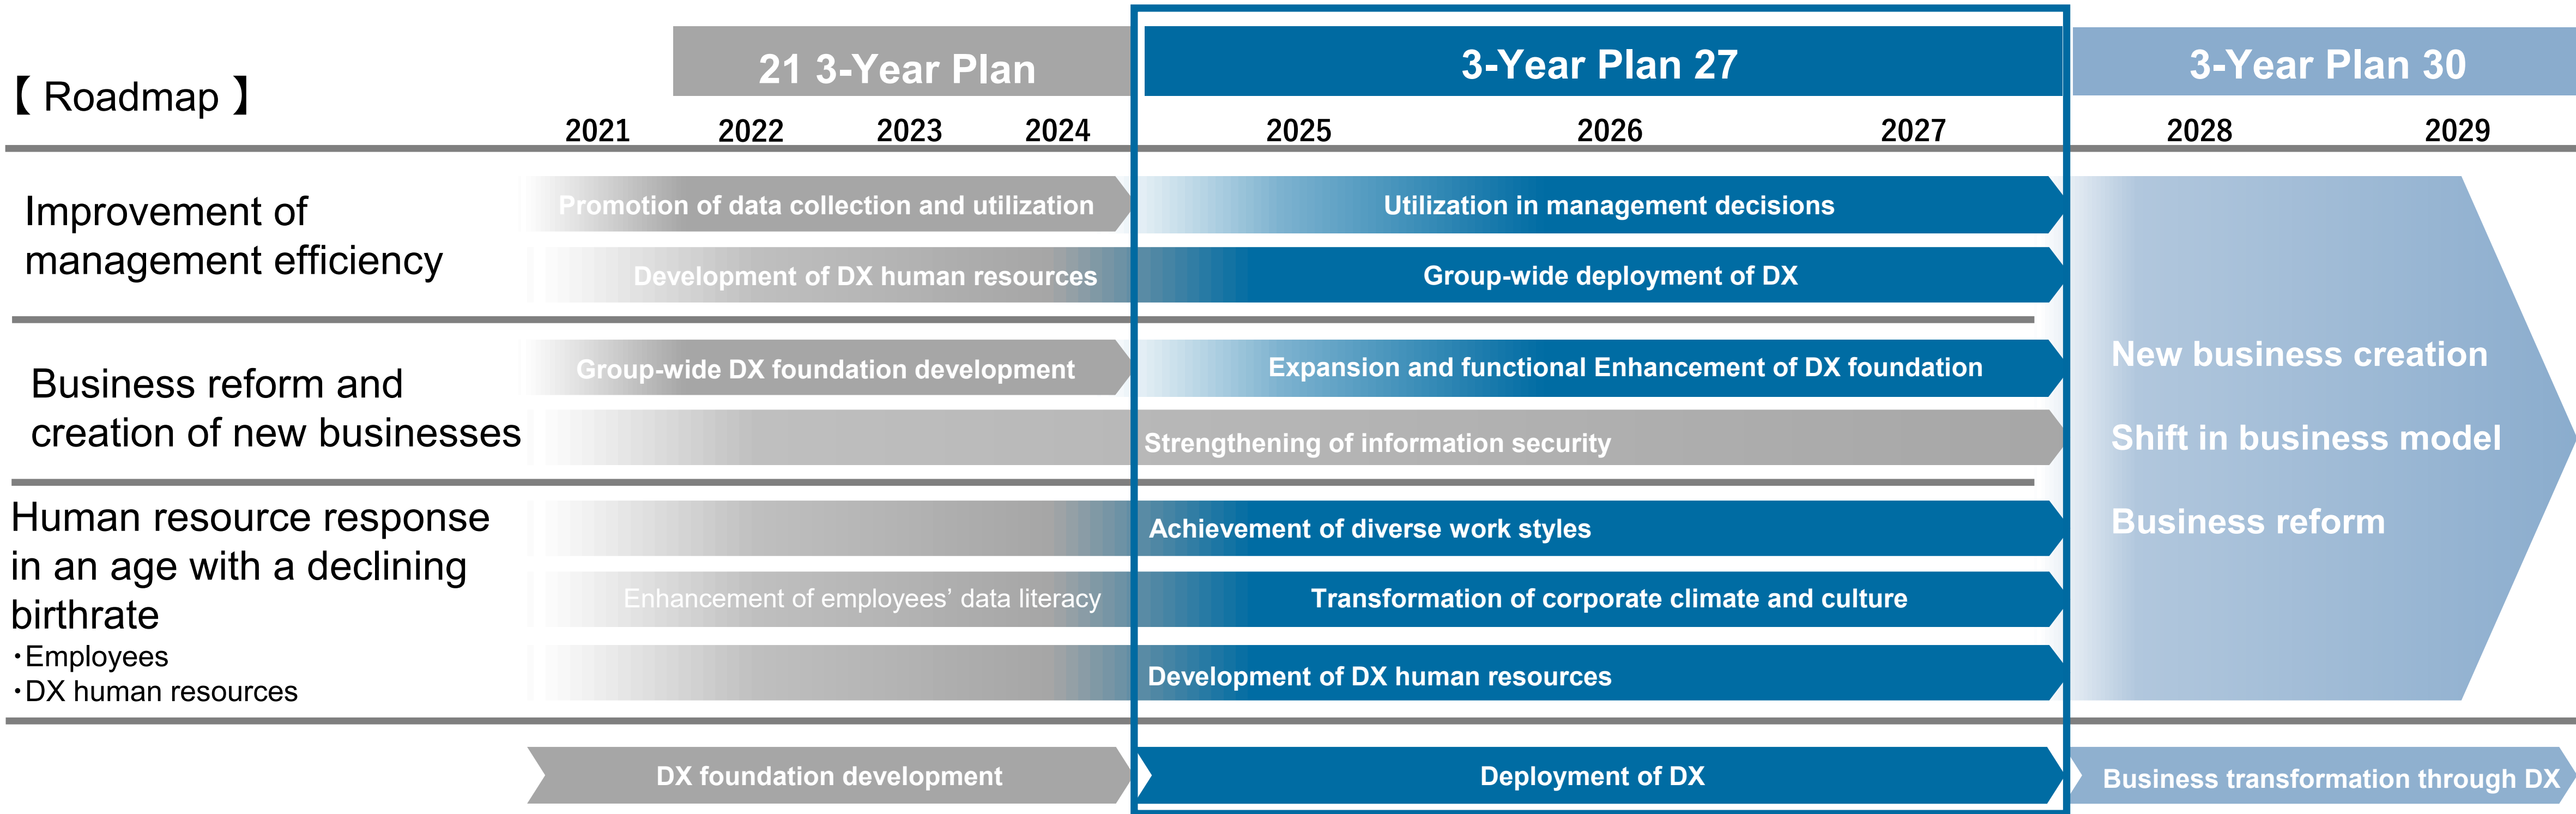 21 3-Year Plan
3-Year Plan 27
3-Year Plan 30
【 Roadmap 】
2021
2022
2023
2024
2025
2026
2027
2028
2029
Improvement of
management efficiency
Promotion of data collection and utilization
Utilization in management decisions
Development of DX human resources
Group-wide deployment of DX
Business reform and
creation of new businesses
Group-wide DX foundation development
Expansion and functional Enhancement of DX foundation
Strengthening of information security
Human resource response
in an age with a declining
birthrate
・Employees
・DX human resources
Achievement of diverse work styles
Enhancement of employees’ data literacy
Transformation of corporate climate and culture
Development of DX human resources
New business creation
Shift in business model
Business reform
DX foundation development
Deployment of DX
Business transformation through DX